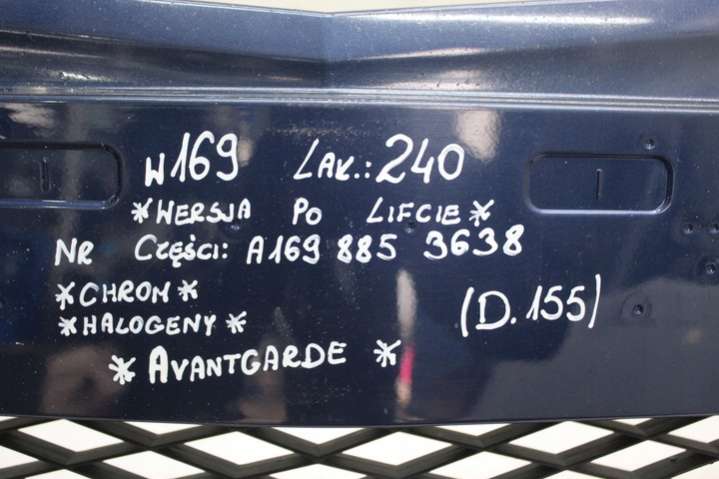 W169 LAK.: 240
*WERSJA PO LIFCIE*
NR CZĘŚCI: A169 885 3638
*CHROM*
*HALOGENY*
(D.155)
*AVANTGARDE*